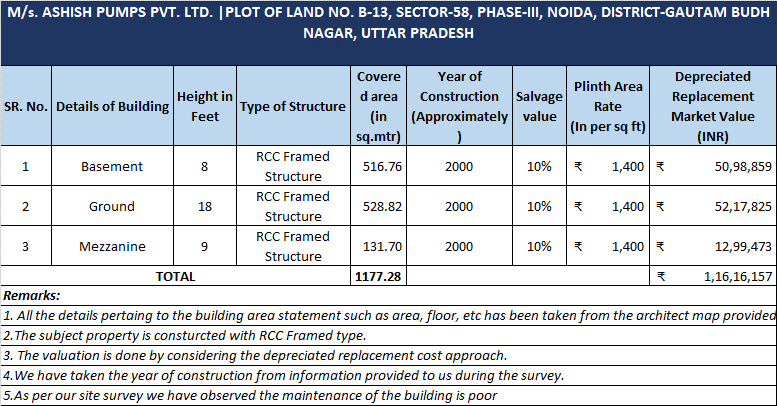 M/s. ASHISH PUMPS PVT. LTD. |PLOT OF LAND NO. B-13, SECTOR-58, PHASE-III, NOIDA, DISTRICT-GAUTAM BUDH
NAGAR, UTTAR PRADESH
SR. No. Details of Building Height in Feet Type of Structure Covere d area (in sq.mtr) Year of Construction (Approximately ) Salvage value Plinth Area Rate (In per sq ft) Depreciated Replacement Market Value (INR)
1 Basement 8 RCC Framed Structure 516.76 2000 10% ₹ 1,400 ₹ 50,98,859
2 Ground 18 RCC Framed Structure 528.82 2000 10% ₹ 1,400 ₹ 52,17,825
3 Mezzanine 9 RCC Framed Structure 131.70 2000 10% ₹ 1,400 ₹ 12,99,473
TOTAL 1177.28 ₹ 1,16,16,157
Remarks:
1. All the details pertaing to the building area statement such as area, floor, etc has been taken from the architect map provided
2.The subject property is consturcted with RCC Framed type.
3. The valuation is done by considering the depreciated replacement cost approach.
4.We have taken the year of construction from information provided to us during the survey.
5.As per our site survey we have observed the maintenance of the building is poor